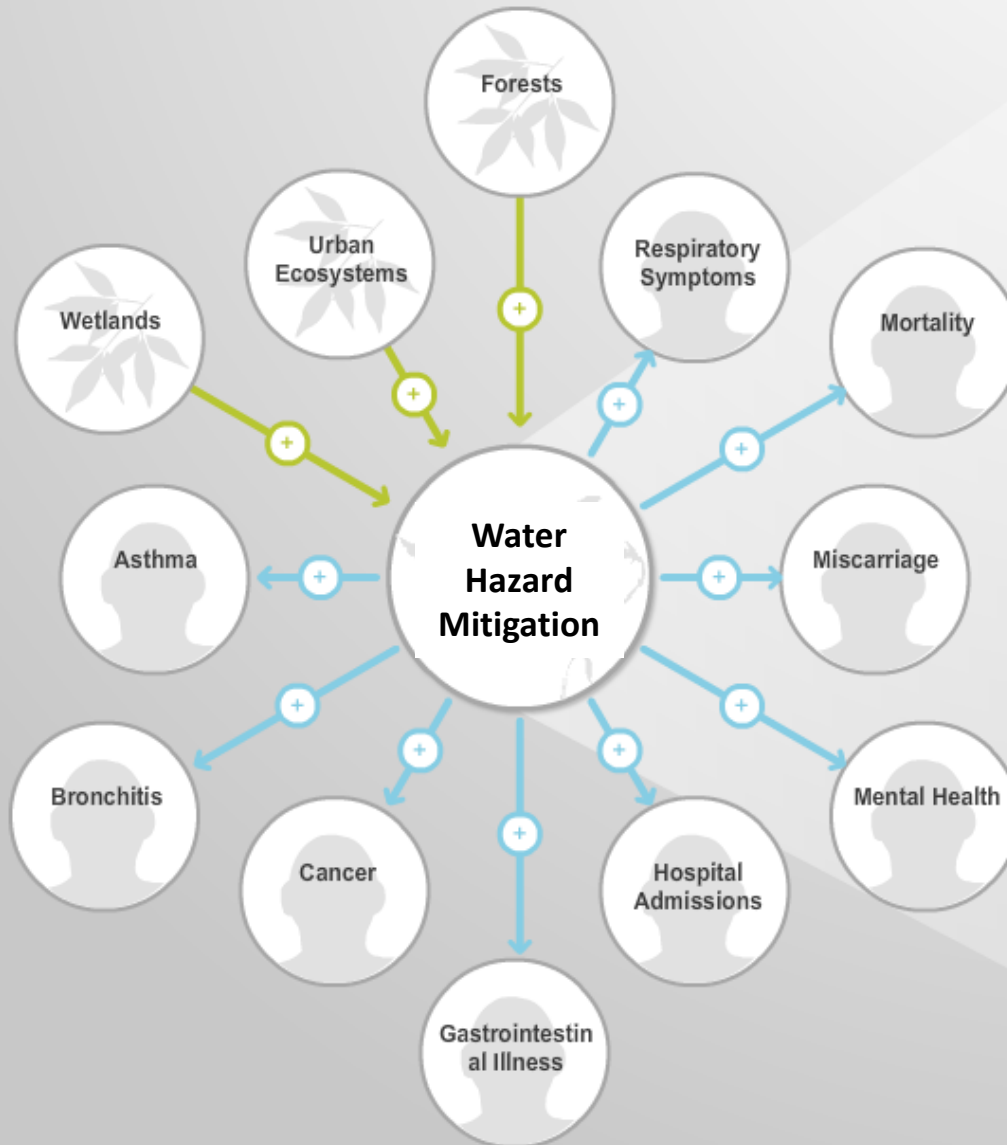 Forests
Urban
Ecosystems
Respiratory
Symptoms
Wetlands
Mortality
+
+
+
+
+
Water
Hazard
Mitigation
Asthma
+
+
Miscarriage
+
+
Bronchitis
+
+
+
Mental Health
Cancer
Hospital
Admissions
Gastrointestin
al Illness